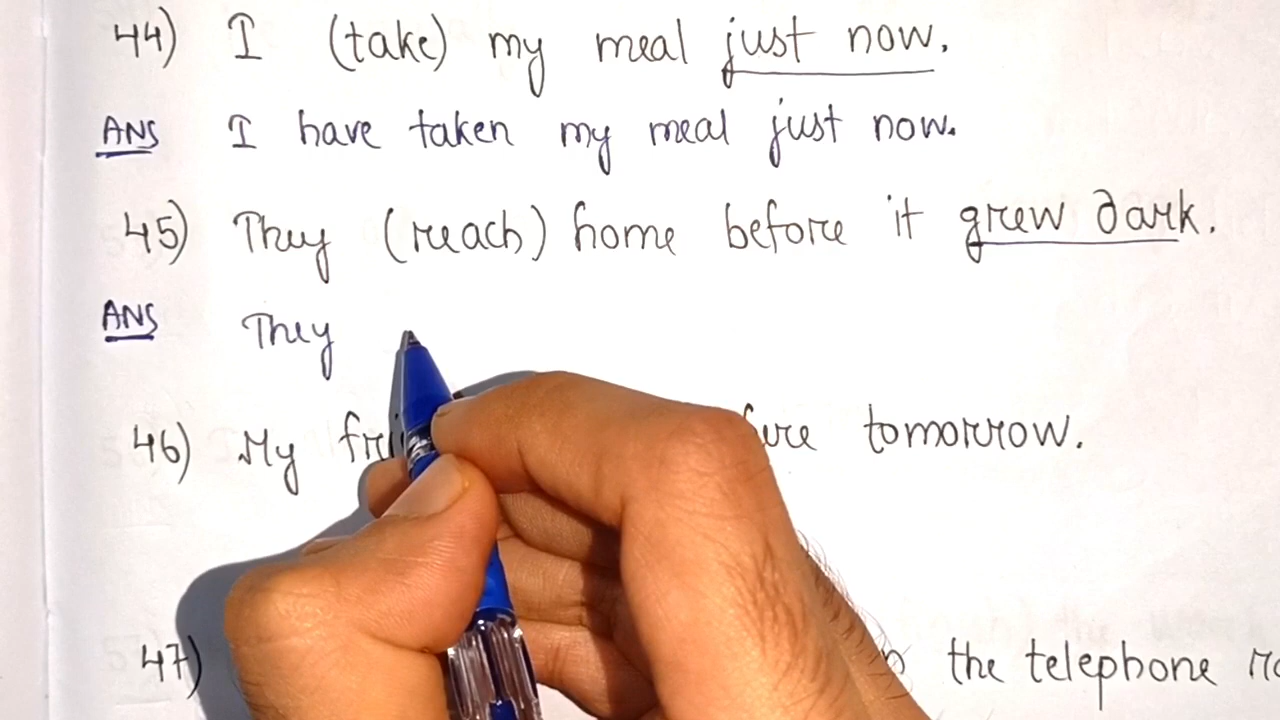 44) I (take) my meal just now.
ANS I have taken my meal just now.
45) They (reach) home before it grew dark.
ANS They
46) My tomorrow.
47) the telephone